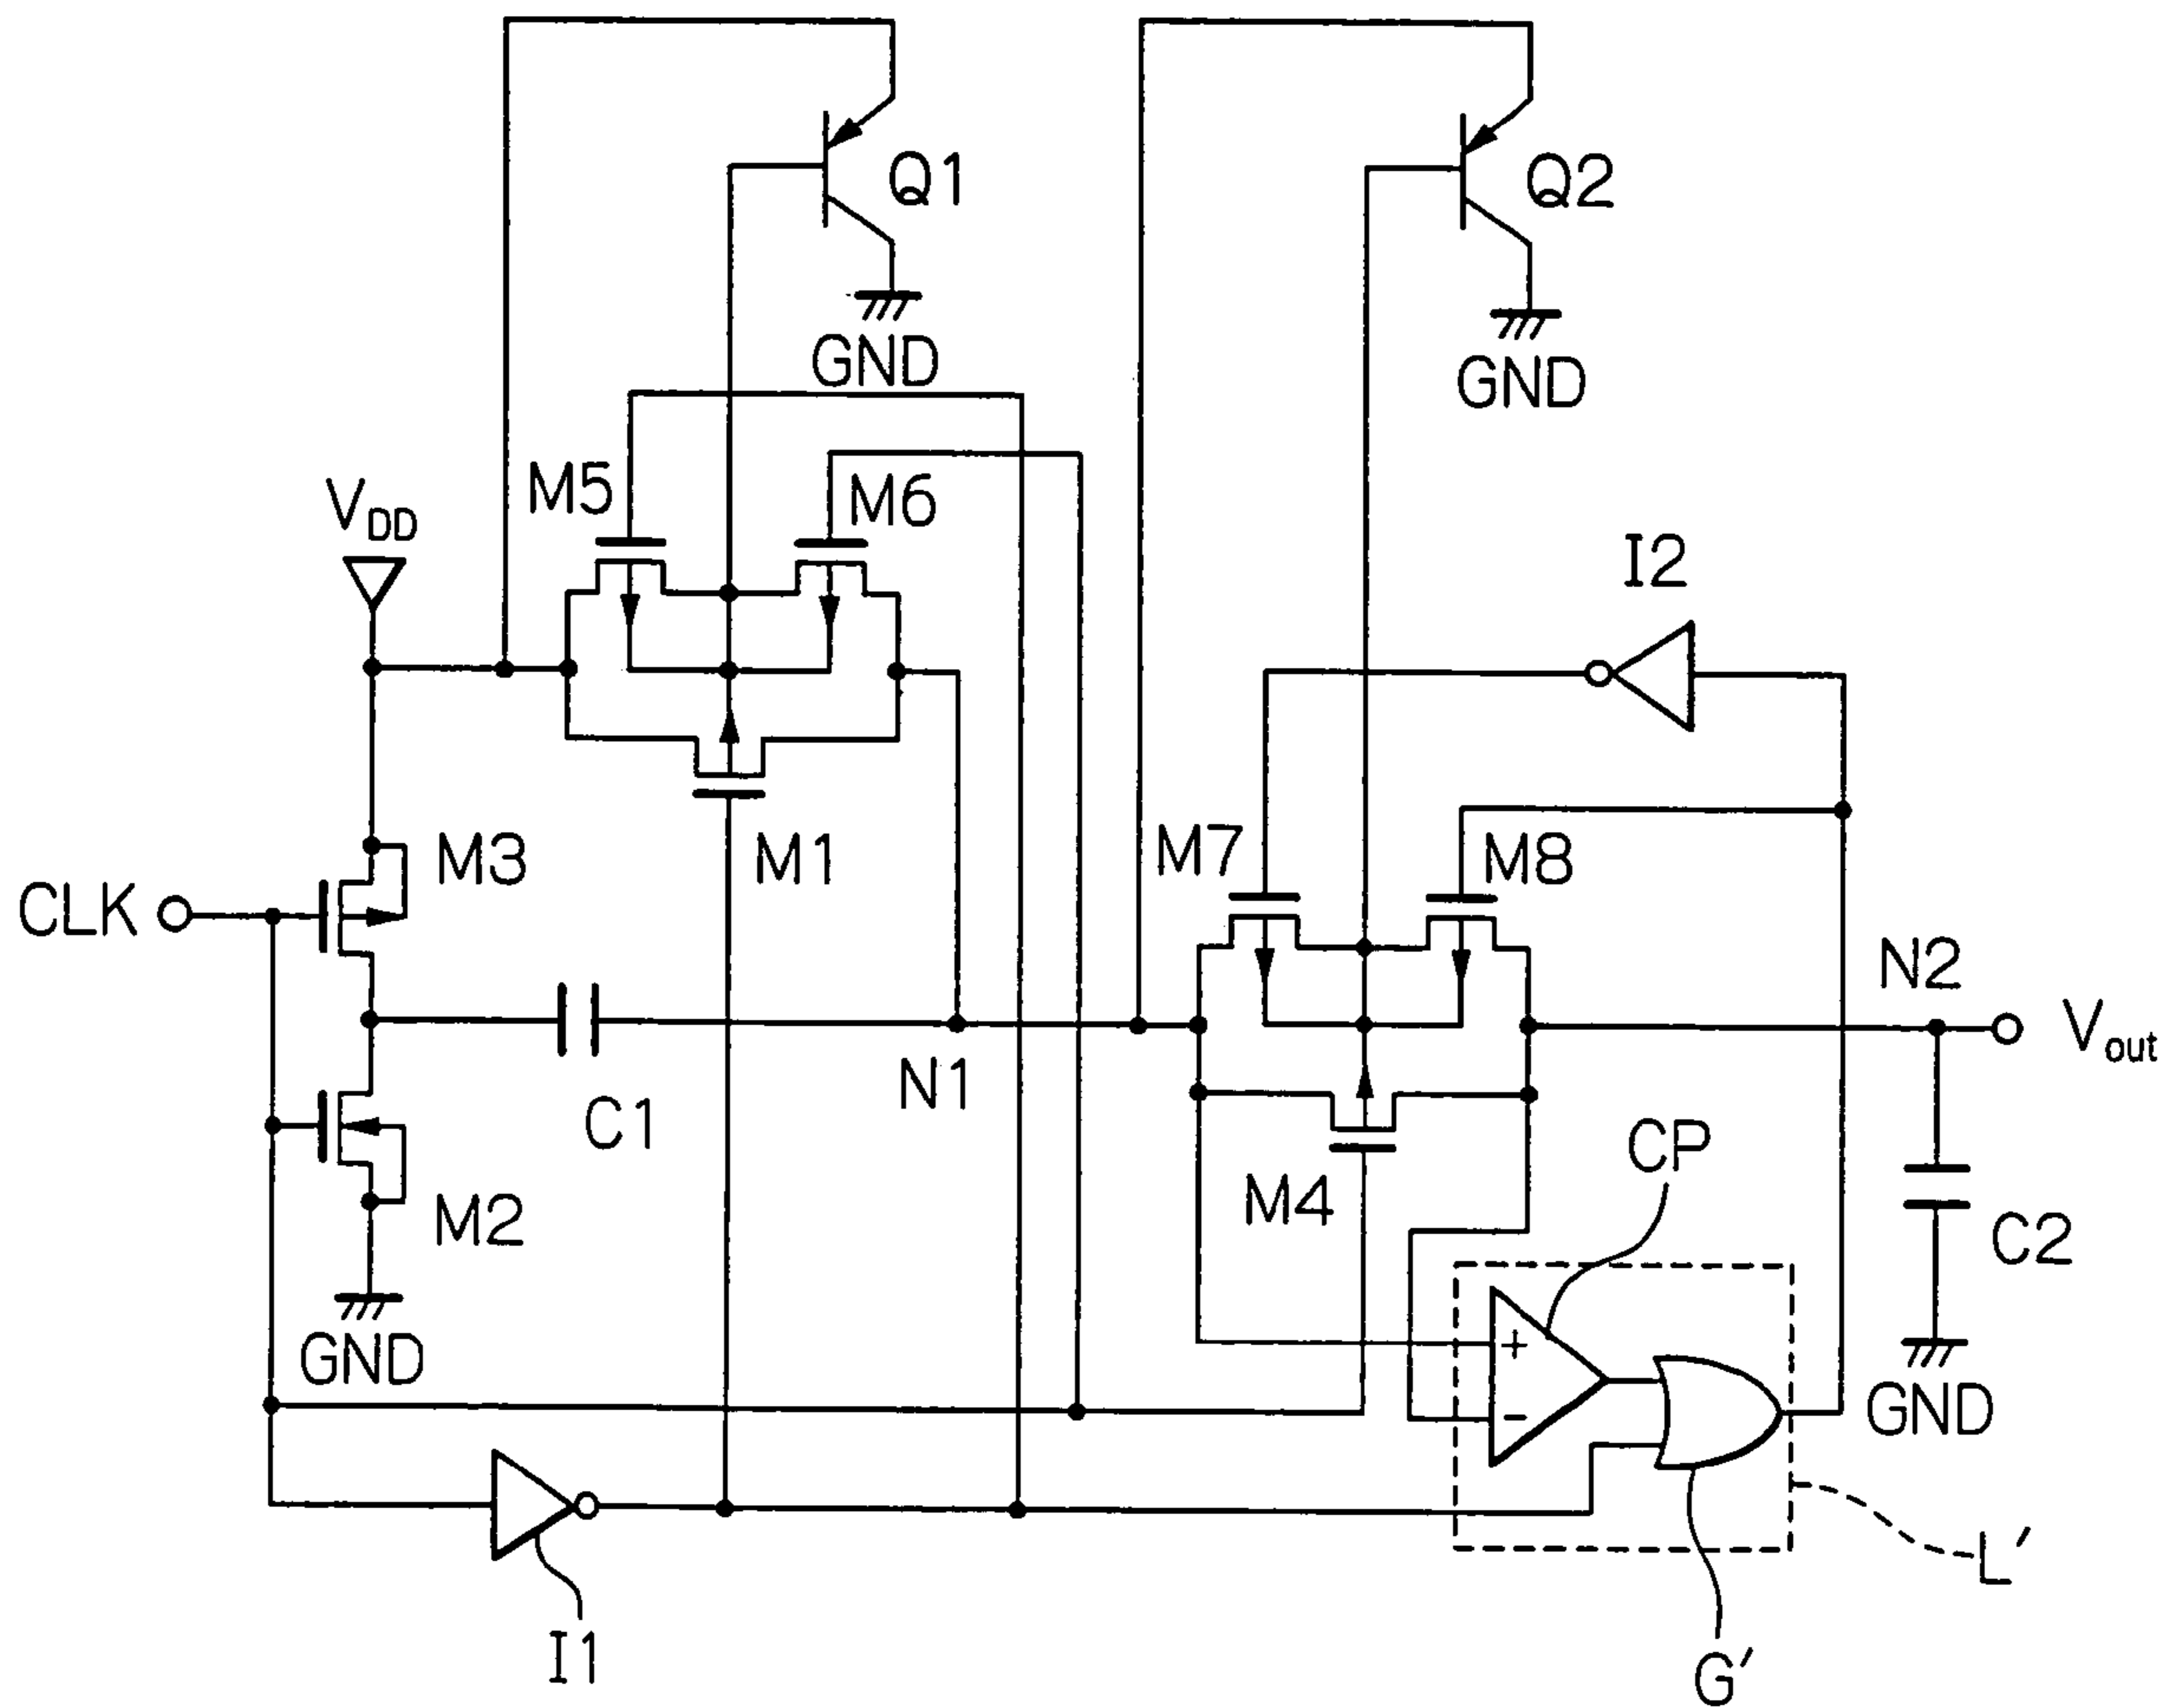 Q1
Q2
GND
GND
M5
M6
V_DD
I2
M3
M1
M7
M8
CLK
N2
V_out
N1
C1
CP
M4
M2
C2
+
−
GND
GND
L′
I1
G′